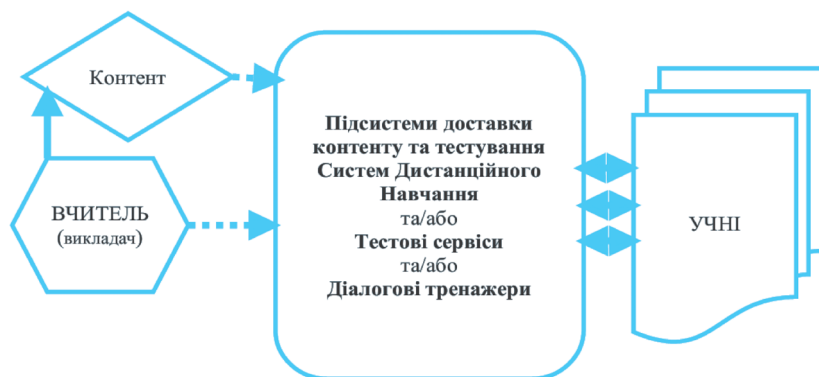 Контент
ВЧИТЕЛЬ
(викладач)
Підсистеми доставки
контенту та тестування
Систем Дистанційного
Навчання
та/або
Тестові сервіси
та/або
Діалогові тренажери
УЧНІ